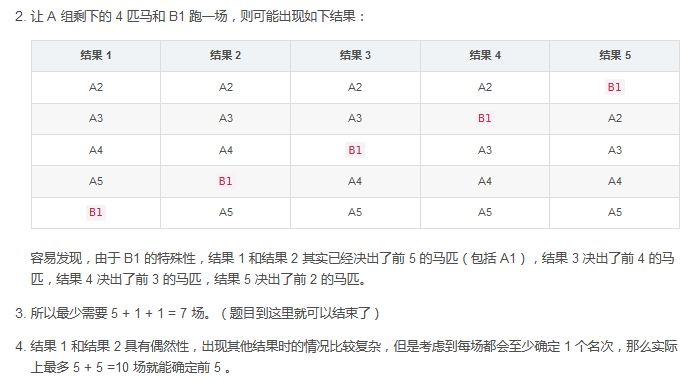 2. 让 A 组剩下的 4 匹马和 B1 跑一场，则可能出现如下结果：
结果 1 结果 2 结果 3 结果 4 结果 5
A2 A2 A2 A2 B1
A3 A3 A3 B1 A2
A4 A4 B1 A3 A3
A5 B1 A4 A4 A4
B1 A5 A5 A5 A5
容易发现，由于 B1 的特殊性，结果 1 和结果 2 其实已经决出了前 5 的马匹（包括 A1），结果 3 决出了前 4 的马
匹，结果 4 决出了前 3 的马匹，结果 5 决出了前 2 的马匹。
3. 所以最少需要 5 + 1 + 1 = 7 场。（题目到这里就可以结束了）
4. 结果 1 和结果 2 具有偶然性，出现其他结果时的情况比较复杂，但是考虑到每场都会至少确定 1 个名次，那么实际
上最多 5 + 5 =10 场就能确定前 5 。